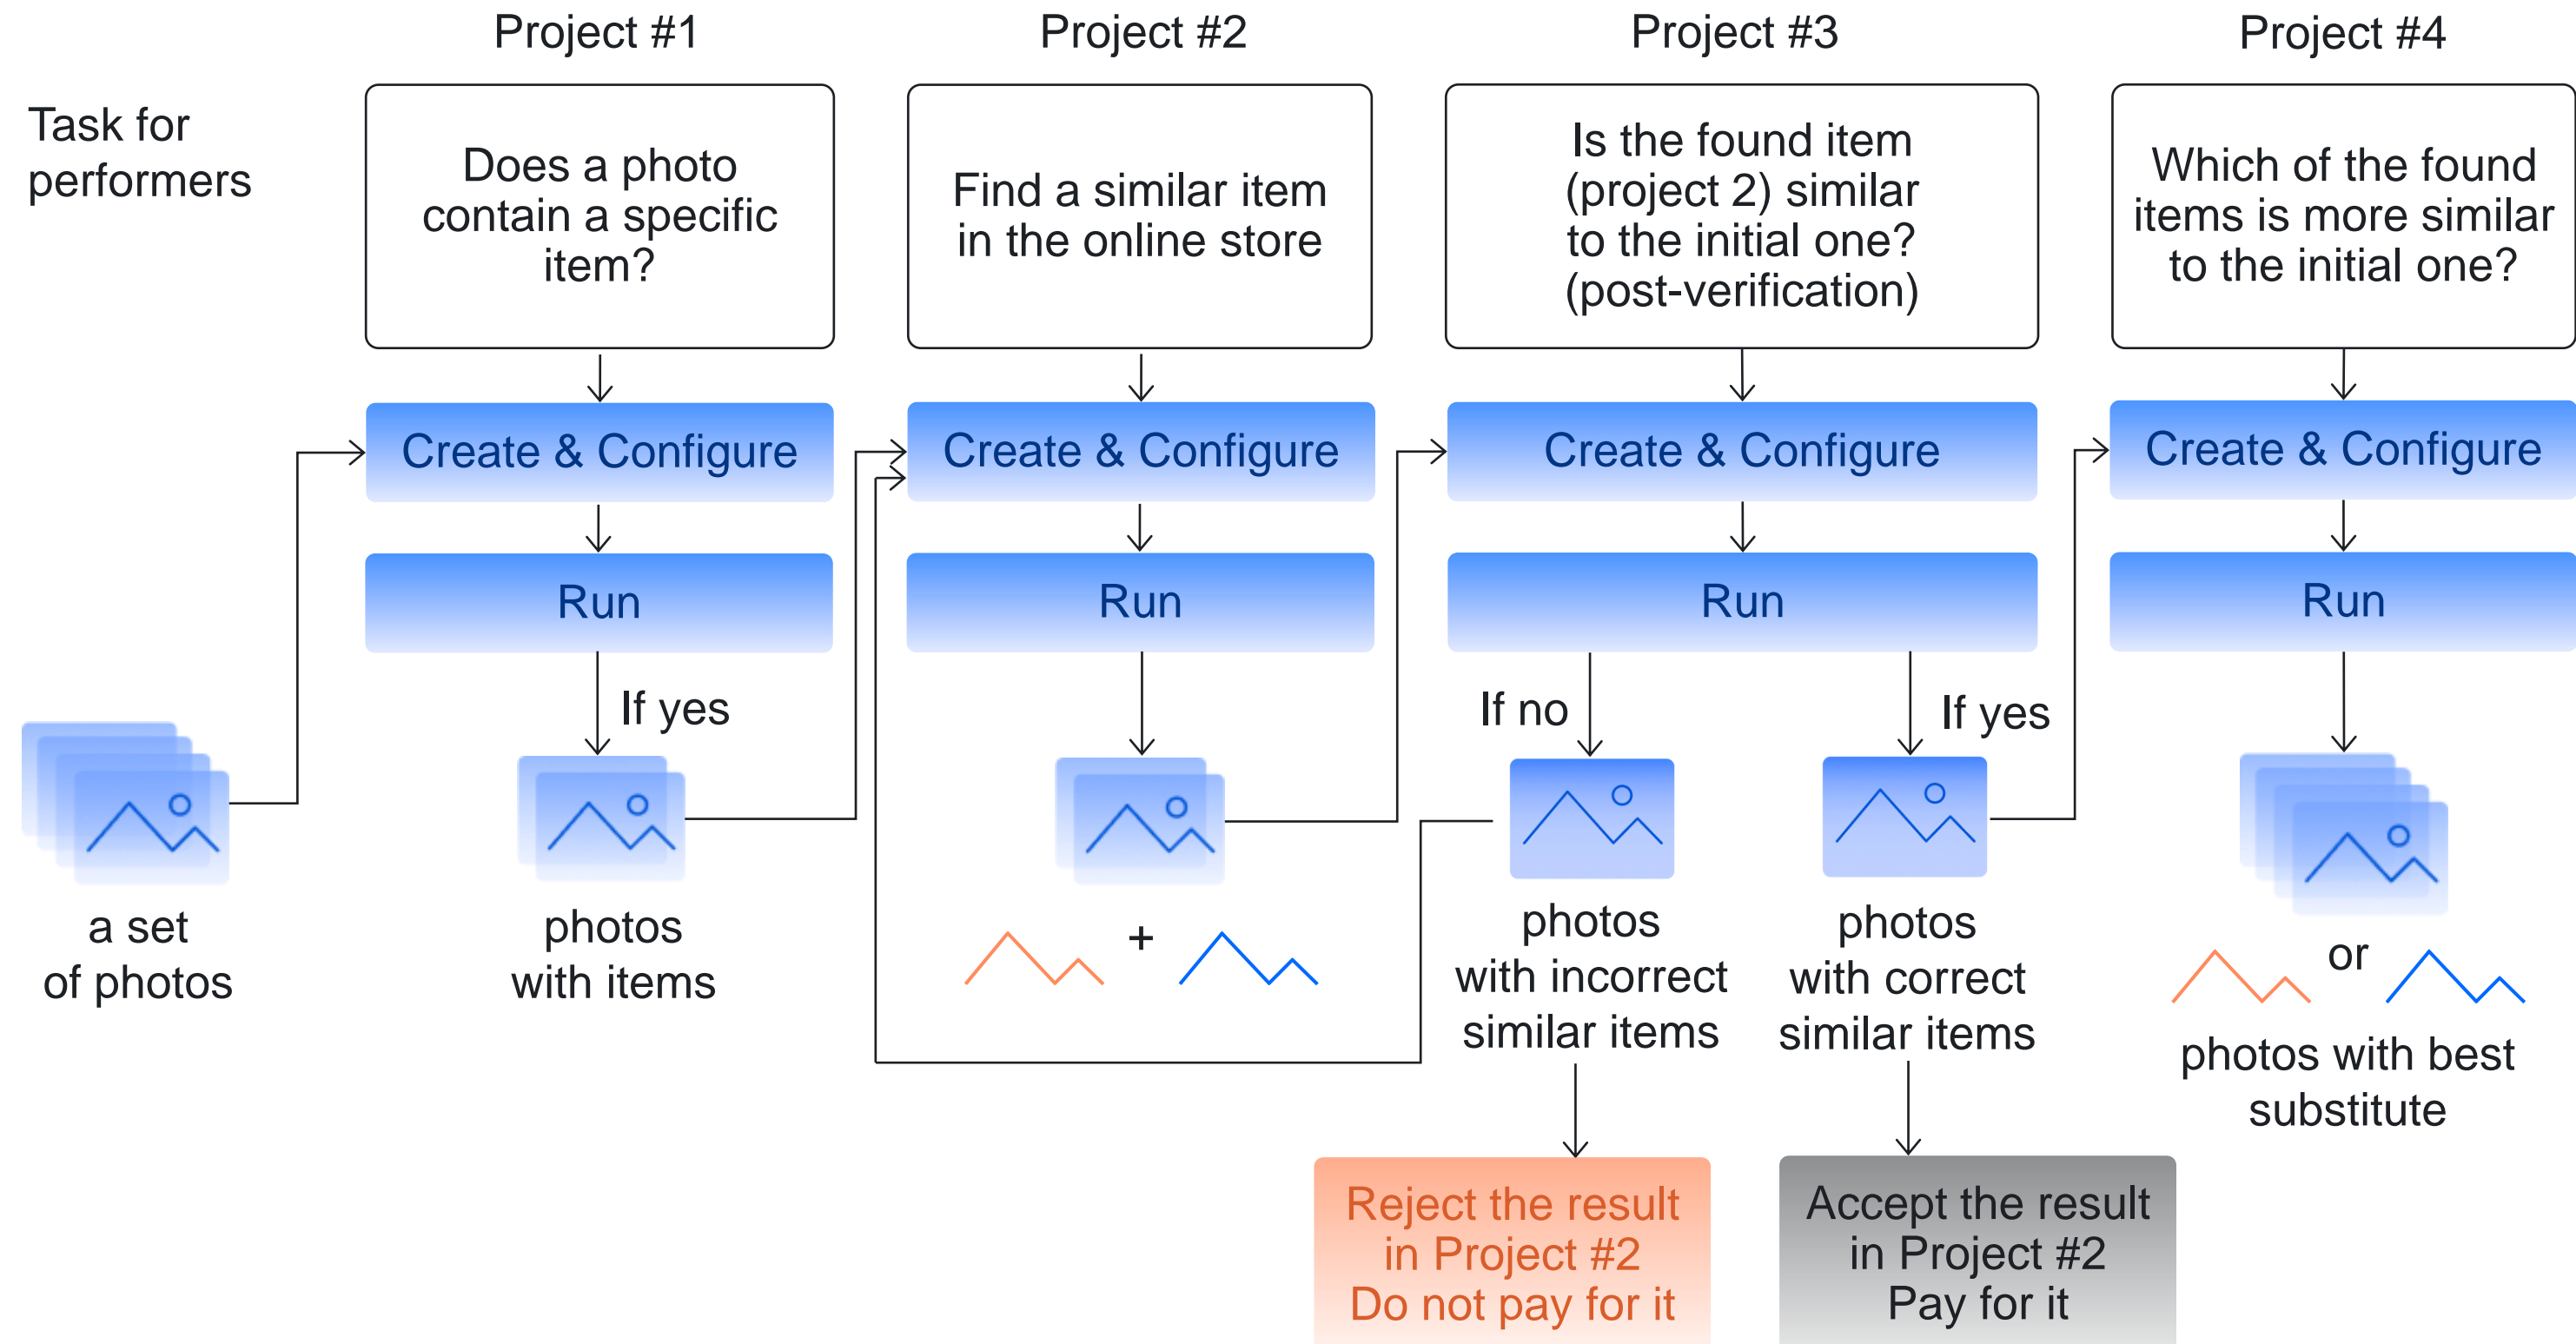 Project #1
Project #2
Project #3
Project #4
Task for
performers
Does a photo
contain a specific
item?
Find a similar item
in the online store
Is the found item
(project 2) similar
to the initial one?
(post-verification)
Which of the found
items is more similar
to the initial one?
Create & Configure
Create & Configure
Create & Configure
Create & Configure
Run
Run
Run
Run
If yes
If no
If yes
a set
of photos
photos
with items
+
photos
with incorrect
similar items
photos
with correct
similar items
or
photos with best
substitute
Reject the result
in Project #2
Do not pay for it
Accept the result
in Project #2
Pay for it